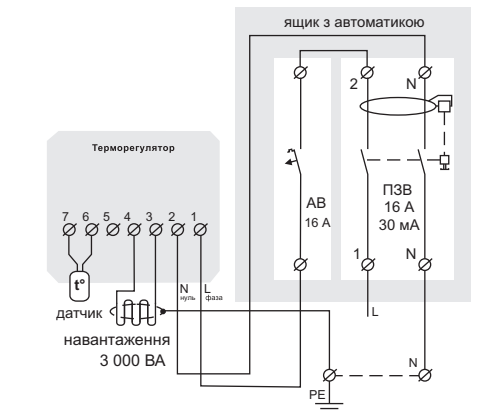 ящик з автоматикою
2 N
Терморегулятор
АВ
16 А
ПЗВ
16 А
30 мА
7 6 5 4 3 2 1
1 N
t°
N
нуль
L
фаза
L
датчик
навантаження
3 000 ВА
N
PE